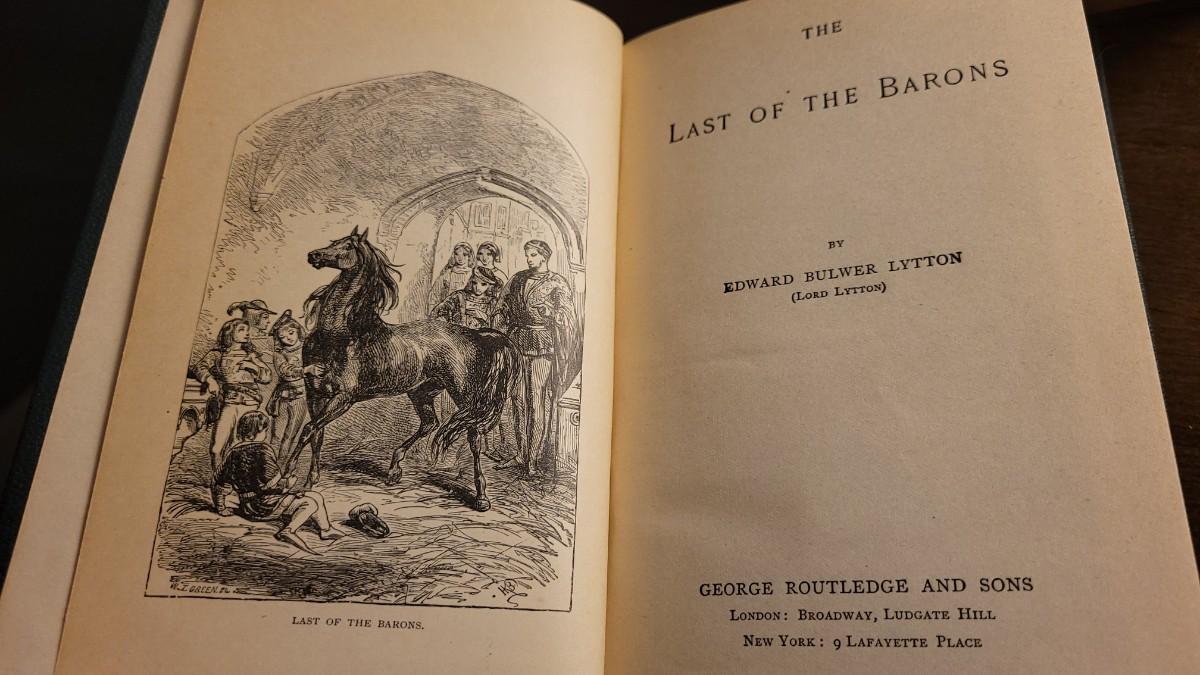 LAST OF THE BARONS.
THE
LAST OF THE BARONS
BY
EDWARD BULWER LYTTON
(LORD LYTTON)
GEORGE ROUTLEDGE AND SONS
LONDON: BROADWAY, LUDGATE HILL
NEW YORK: 9 LAFAYETTE PLACE